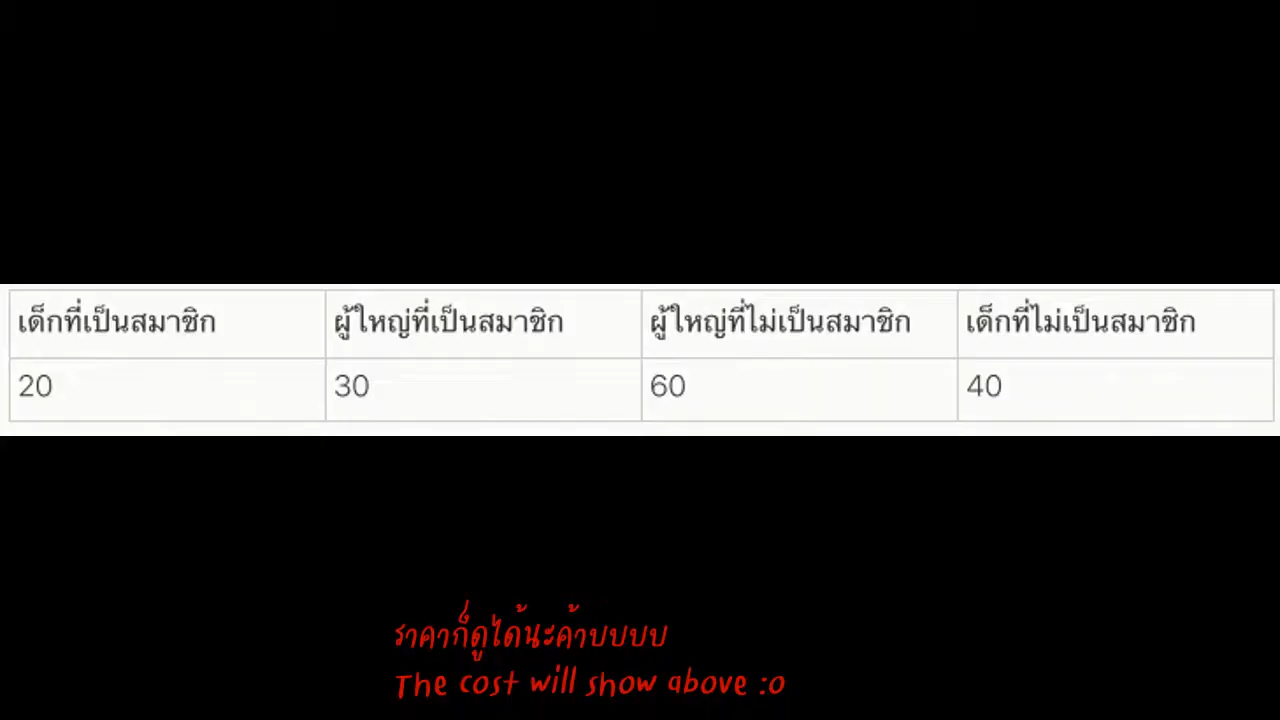 เด็กที่เป็นสมาชิก ผู้ใหญ่ที่เป็นสมาชิก ผู้ใหญ่ที่ไม่เป็นสมาชิก เด็กที่ไม่เป็นสมาชิก
20 30 60 40
ราคาก็ดูได้นะค้าบบบบ
The cost will show above :o